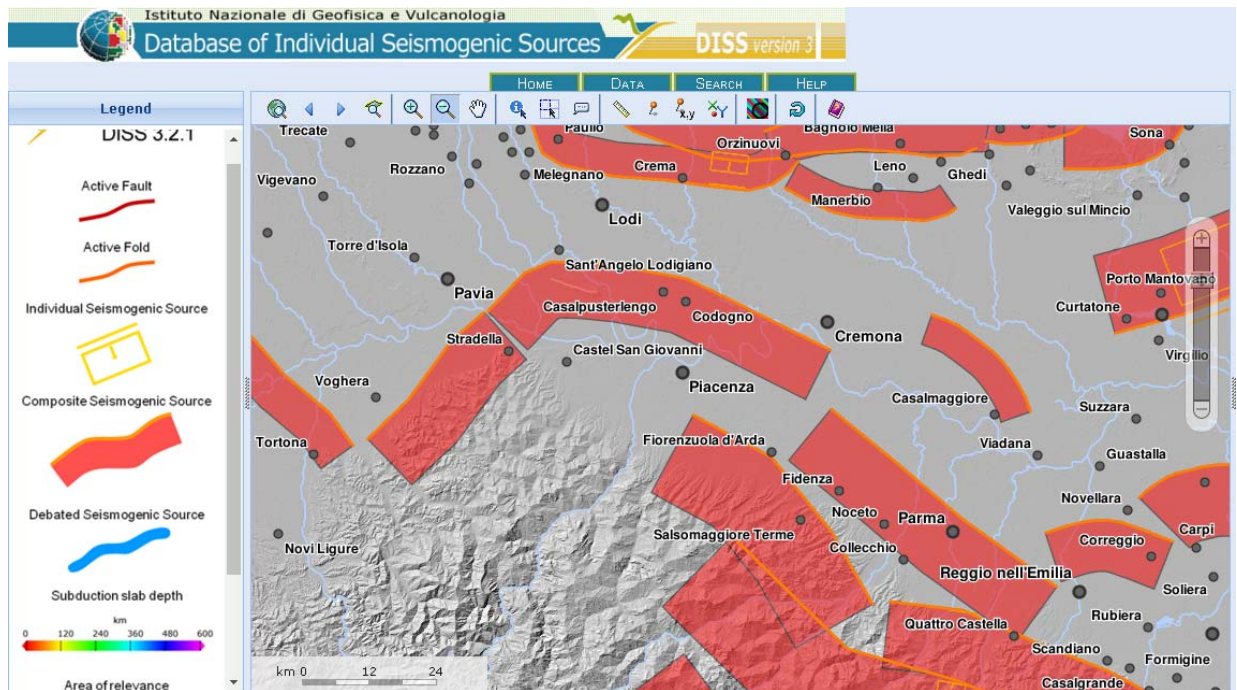 Istituto Nazionale di Geofisica e Vulcanologia
Database of Individual Seismogenic Sources
DISS version 3
HOME DATA SEARCH HELP
Legend
DISS 3.2.1
Active Fault
Active Fold
Individual Seismogenic Source
Composite Seismogenic Source
Debated Seismogenic Source
Subduction slab depth
km
0 120 240 360 480 600
Area of relevance
x,y
Trecate
Paullo
Bagnolo Mella
Sona
Orzinuovi
Rozzano
Melegnano
Crema
Leno
Ghedi
Vigevano
Manerbio
Valeggio sul Mincio
Lodi
Torre d'Isola
Sant'Angelo Lodigiano
Porto Mantovano
Pavia
Casalpusterlengo
Codogno
Curtatone
Stradella
Cremona
Castel San Giovanni
Virgilio
Voghera
Piacenza
Casalmaggiore
Suzzara
Tortona
Fiorenzuola d'Arda
Viadana
Guastalla
Fidenza
Novellara
Noceto
Parma
Salsomaggiore Terme
Carpi
Novi Ligure
Collecchio
Correggio
Reggio nell'Emilia
Soliera
Rubiera
Quattro Castella
Scandiano
Formigine
Casalgrande
km 0 12 24